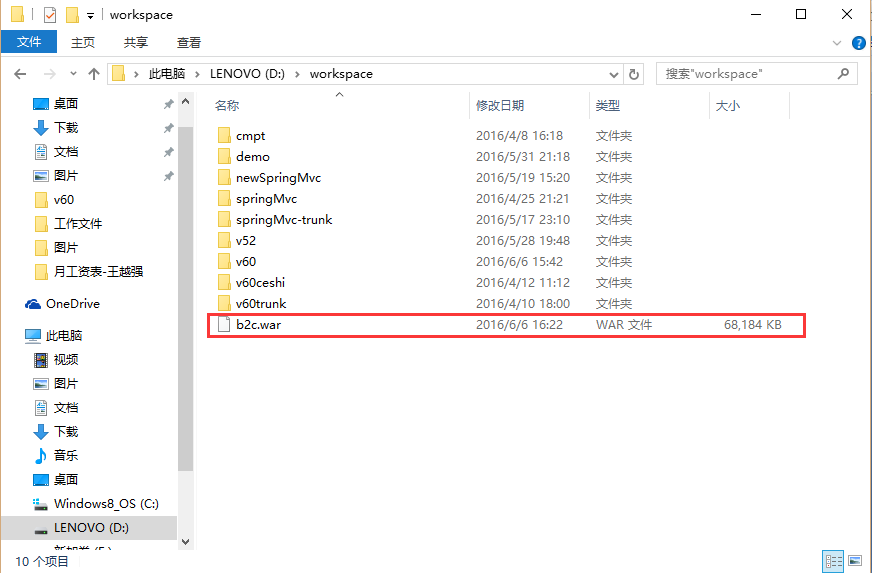 workspace
文件 主页 共享 查看
此电脑 LENOVO (D:) workspace 搜索"workspace"
桌面
下载
文档
图片
v60
工作文件
图片
月工资表-王越强
OneDrive
此电脑
视频
图片
文档
下载
音乐
桌面
Windows8_OS (C:)
LENOVO (D:)
名称 修改日期 类型 大小
cmpt 2016/4/8 16:18 文件夹
demo 2016/5/31 21:18 文件夹
newSpringMvc 2016/5/19 15:20 文件夹
springMvc 2016/4/25 21:21 文件夹
springMvc-trunk 2016/5/17 23:10 文件夹
v52 2016/5/28 19:48 文件夹
v60 2016/6/6 15:42 文件夹
v60ceshi 2016/4/12 11:12 文件夹
v60trunk 2016/4/10 18:00 文件夹
b2c.war 2016/6/6 16:22 WAR 文件 68,184 KB
10 个项目